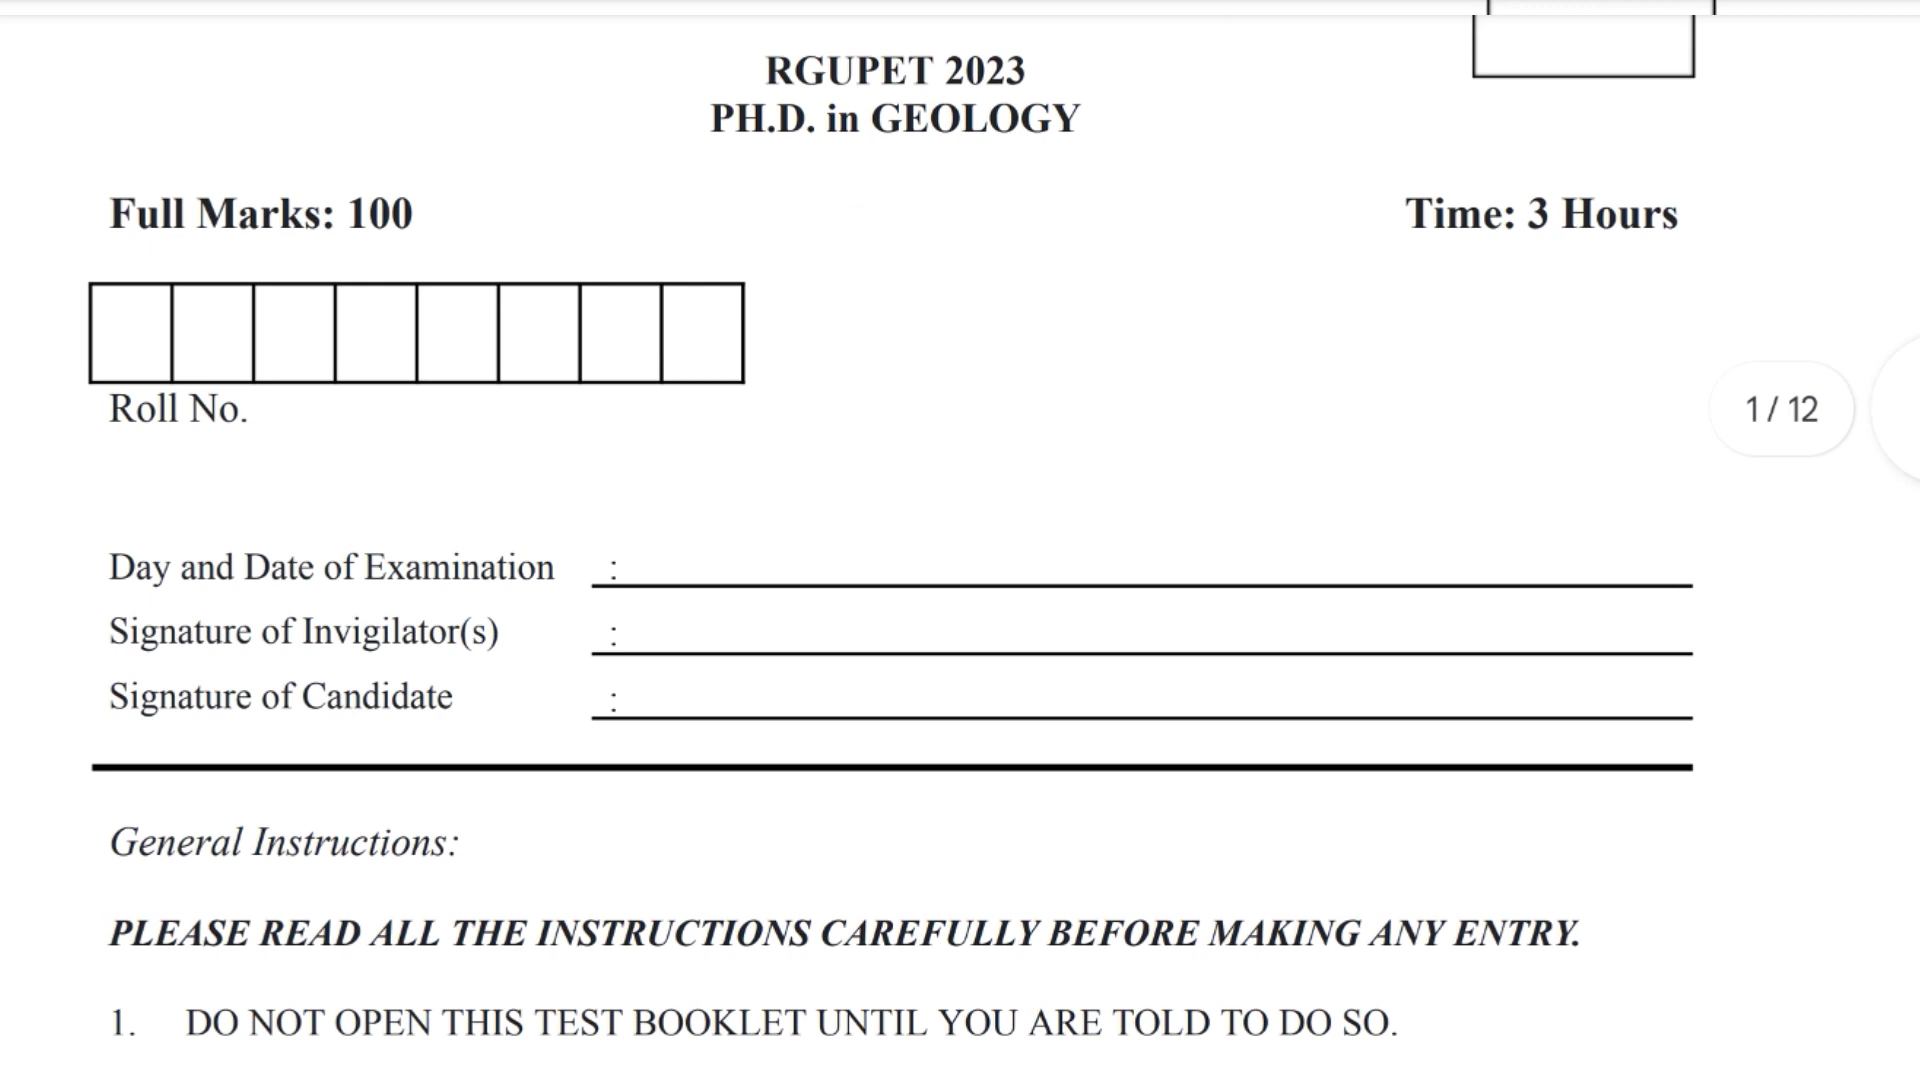 RGUPET 2023
PH.D. in GEOLOGY
Full Marks: 100
Time: 3 Hours
Roll No.
1 / 12
Day and Date of Examination :
Signature of Invigilator(s) :
Signature of Candidate :
General Instructions:
PLEASE READ ALL THE INSTRUCTIONS CAREFULLY BEFORE MAKING ANY ENTRY.
1. DO NOT OPEN THIS TEST BOOKLET UNTIL YOU ARE TOLD TO DO SO.